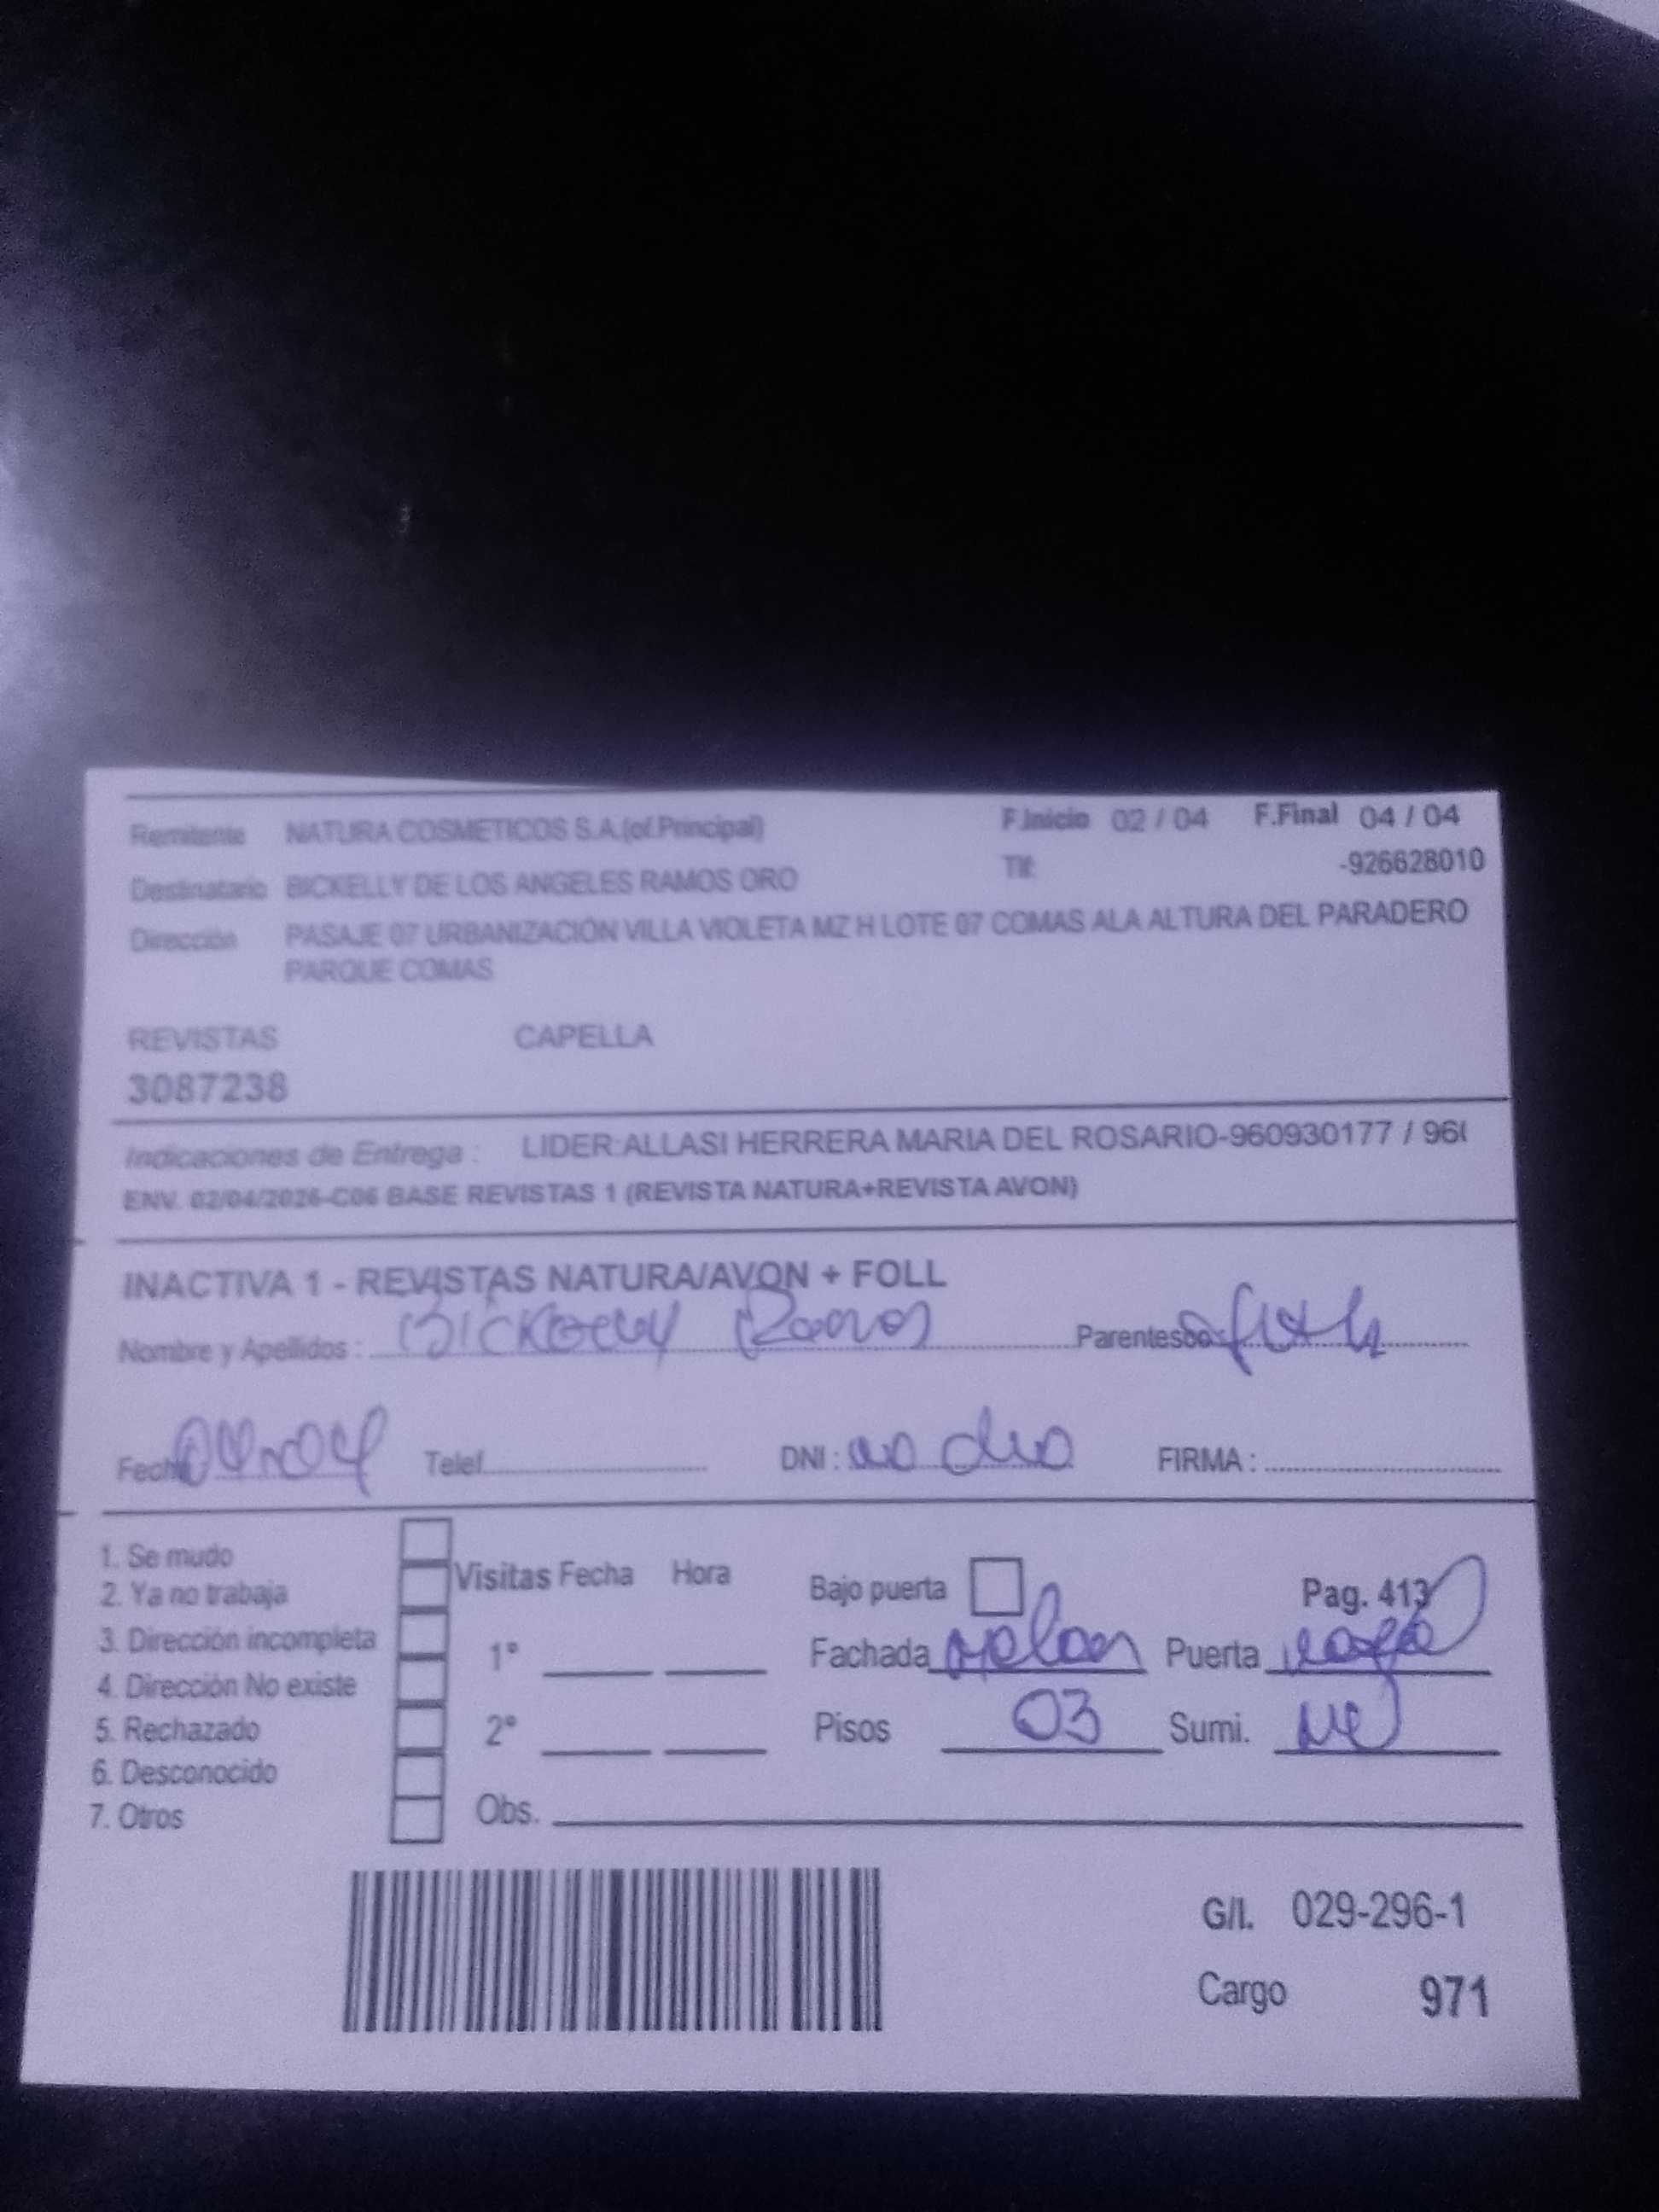 Remitente NATURA COSMETICOS S.A.(of.Principal) F.Inicio 02 / 04 F.Final 04 / 04
Destinatario BICKELLY DE LOS ANGELES RAMOS ORO Tlf: -926628010
Dirección PASAJE 07 URBANIZACIÓN VILLA VIOLETA MZ H LOTE 07 COMAS ALA ALTURA DEL PARADERO
PARQUE COMAS
REVISTAS CAPELLA
3087238
Indicaciones de Entrega : LIDER:ALLASI HERRERA MARIA DEL ROSARIO-960930177 / 96(
ENV. 02/04/2026-C06 BASE REVISTAS 1 (REVISTA NATURA+REVISTA AVON)
INACTIVA 1 - REVISTAS NATURA/AVON + FOLL
Nombre y Apellidos : Bickelly Ramos Parentesco
Fecha Telef. DNI : no dio FIRMA :
1. Se mudo
2. Ya no trabaja
3. Dirección incompleta
4. Dirección No existe
5. Rechazado
6. Desconocido
7. Otros
Visitas Fecha Hora
1°
2°
Obs.
Bajo puerta Pag. 413
Fachada Puerta
Pisos 03 Sumi.
G/I. 029-296-1
Cargo 971